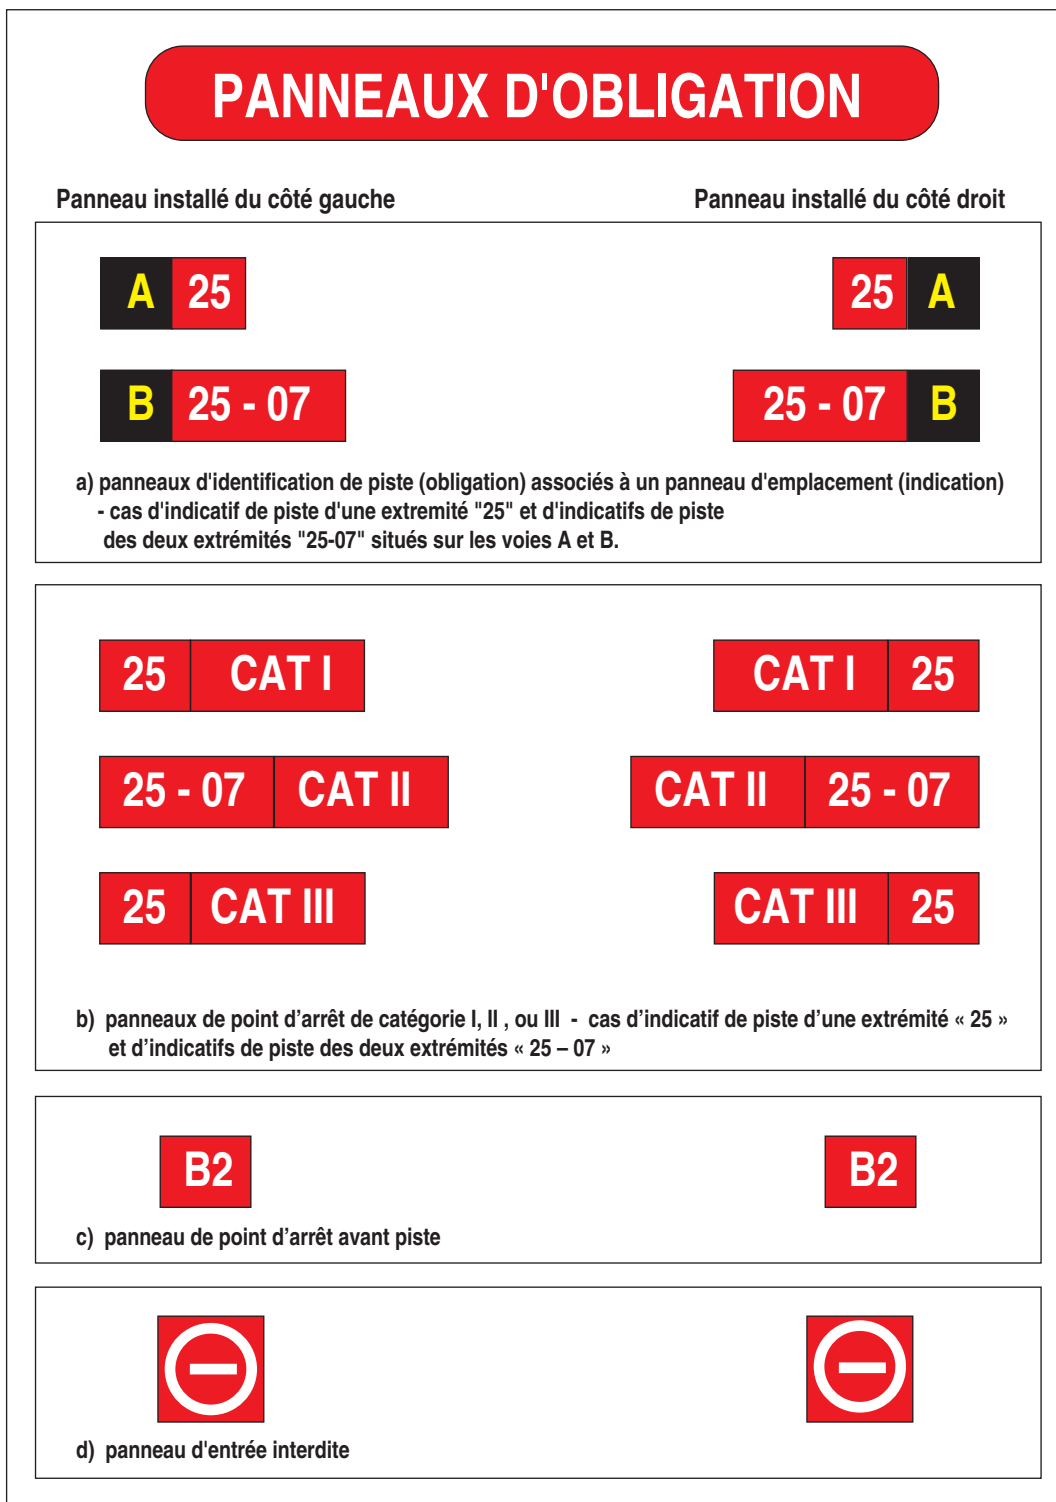 PANNEAUX D'OBLIGATION
Panneau installé du côté gauche Panneau installé du côté droit
A 25 25 A
B 25 - 07 25 - 07 B
a) panneaux d'identification de piste (obligation) associés à un panneau d'emplacement (indication)
- cas d'indicatif de piste d'une extremité "25" et d'indicatifs de piste
des deux extrémités "25-07" situés sur les voies A et B.
25 CAT I CAT I 25
25 - 07 CAT II CAT II 25 - 07
25 CAT III CAT III 25
b) panneaux de point d’arrêt de catégorie I, II , ou III - cas d’indicatif de piste d’une extrémité « 25 »
et d’indicatifs de piste des deux extrémités « 25 – 07 »
B2 B2
c) panneau de point d’arrêt avant piste
d) panneau d'entrée interdite